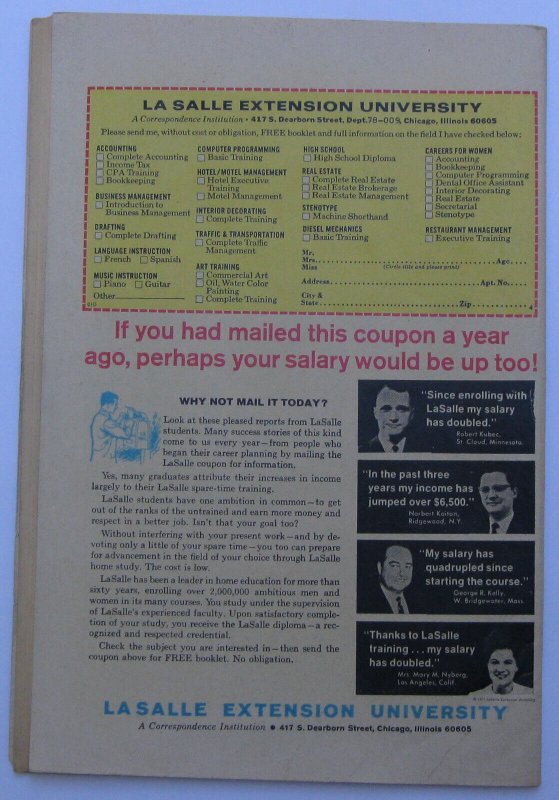 LA SALLE EXTENSION UNIVERSITY
A Correspondence Institution • 417 S. Dearborn Street, Dept. 78-009, Chicago, Illinois 60605
Please send me, without cost or obligation, FREE booklet and full information on the field I have checked below:
ACCOUNTING
Complete Accounting
Income Tax
CPA Training
Bookkeeping
BUSINESS MANAGEMENT
Introduction to
Business Management
DRAFTING
Complete Drafting
LANGUAGE INSTRUCTION
French Spanish
MUSIC INSTRUCTION
Piano Guitar
Other
COMPUTER PROGRAMMING
Basic Training
HOTEL/MOTEL MANAGEMENT
Hotel Executive
Training
Motel Management
INTERIOR DECORATING
Complete Training
TRAFFIC & TRANSPORTATION
Complete Traffic
Management
ART TRAINING
Commercial Art
Oil, Water Color
Painting
Complete Training
HIGH SCHOOL
High School Diploma
REAL ESTATE
Complete Real Estate
Real Estate Brokerage
Real Estate Management
STENOTYPE
Machine Shorthand
DIESEL MECHANICS
Basic Training
CAREERS FOR WOMEN
Accounting
Bookkeeping
Computer Programming
Dental Office Assistant
Interior Decorating
Real Estate
Secretarial
Stenotype
RESTAURANT MANAGEMENT
Executive Training
Mr.
Mrs. Age
Miss (Circle title and please print)
Address Apt. No.
City &
State Zip
If you had mailed this coupon a year
ago, perhaps your salary would be up too!
WHY NOT MAIL IT TODAY?
Look at these pleased reports from LaSalle
students. Many success stories of this kind
come to us every year—from people who
began their career planning by mailing the
LaSalle coupon for information.
Yes, many graduates attribute their increases in income
largely to their LaSalle spare-time training.
LaSalle students have one ambition in common—to get
out of the ranks of the untrained and earn more money and
respect in a better job. Isn't that your goal too?
Without interfering with your present work—and by de-
voting only a little of your spare time—you too can prepare
for advancement in the field of your choice through LaSalle
home study. The cost is low.
LaSalle has been a leader in home education for more than
sixty years, enrolling over 2,000,000 ambitious men and
women in its many courses. You study under the supervision
of LaSalle's experienced faculty. Upon satisfactory comple-
tion of your study, you receive the LaSalle diploma—a rec-
ognized and respected credential.
Check the subject you are interested in—then send the
coupon above for FREE booklet. No obligation.
"Since enrolling with
LaSalle my salary
has doubled."
Robert Kubec,
St. Cloud, Minnesota.
"In the past three
years my income has
jumped over $6,500."
Norbert Kaiton,
Ridgewood, N.Y.
"My salary has
quadrupled since
starting the course."
George R. Kelly,
W. Bridgewater, Mass.
"Thanks to LaSalle
training . . . my salary
has doubled."
Mrs. Mary M. Nyberg,
Los Angeles, Calif.
LA SALLE EXTENSION UNIVERSITY
A Correspondence Institution • 417 S. Dearborn Street, Chicago, Illinois 60605